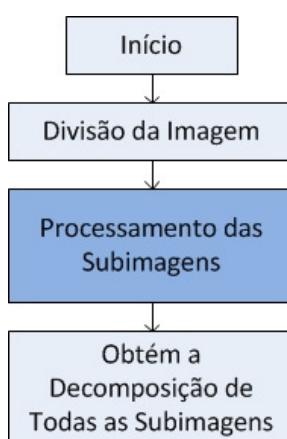 Início
Divisão da Imagem
Processamento das
Subimagens
Obtém a
Decomposição de
Todas as Subimagens